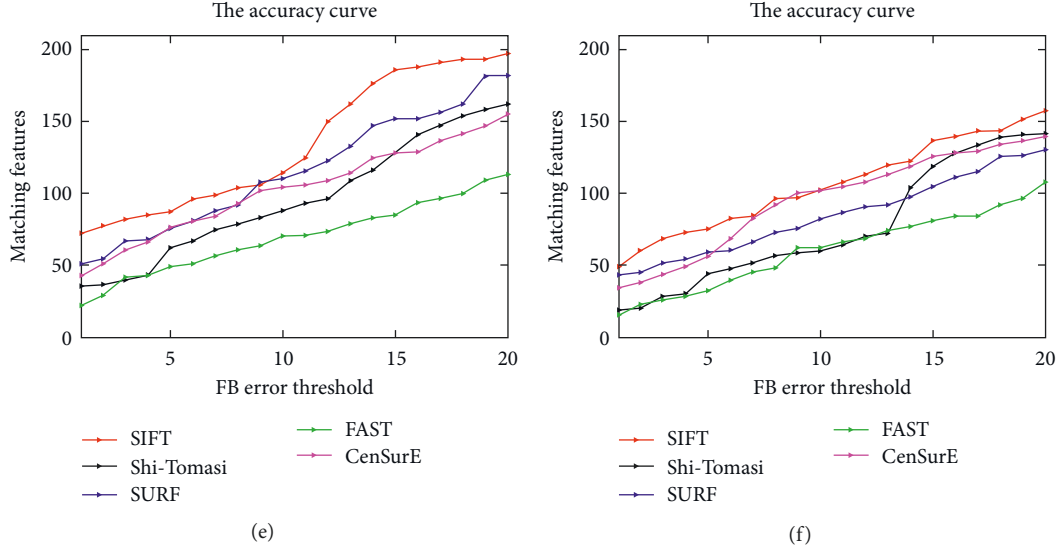 The accuracy curve
200
150
100
50
0
Matching features
5
10
15
20
FB error threshold
SIFT
Shi-Tomasi
SURF
FAST
CenSurE
(e)
The accuracy curve
200
150
100
50
0
Matching features
5
10
15
20
FB error threshold
SIFT
Shi-Tomasi
SURF
FAST
CenSurE
(f)